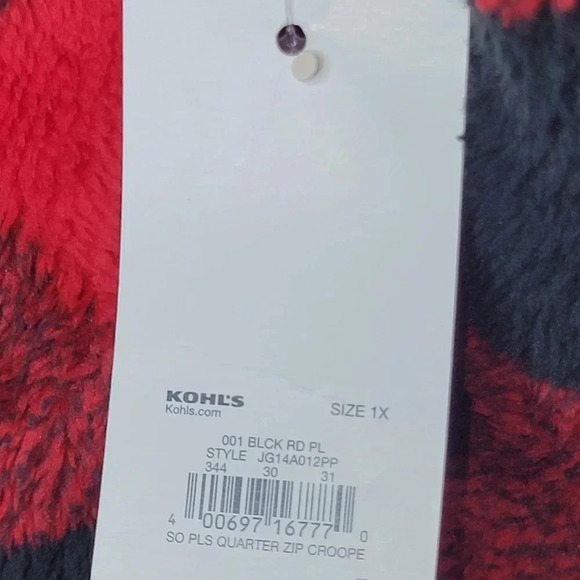 KOHL'S
Kohls.com
SIZE 1X
001 BLCK RD PL
STYLE JG14A012PP
344 30 31
4 00697 16777 0
SO PLS QUARTER ZIP CROOPE